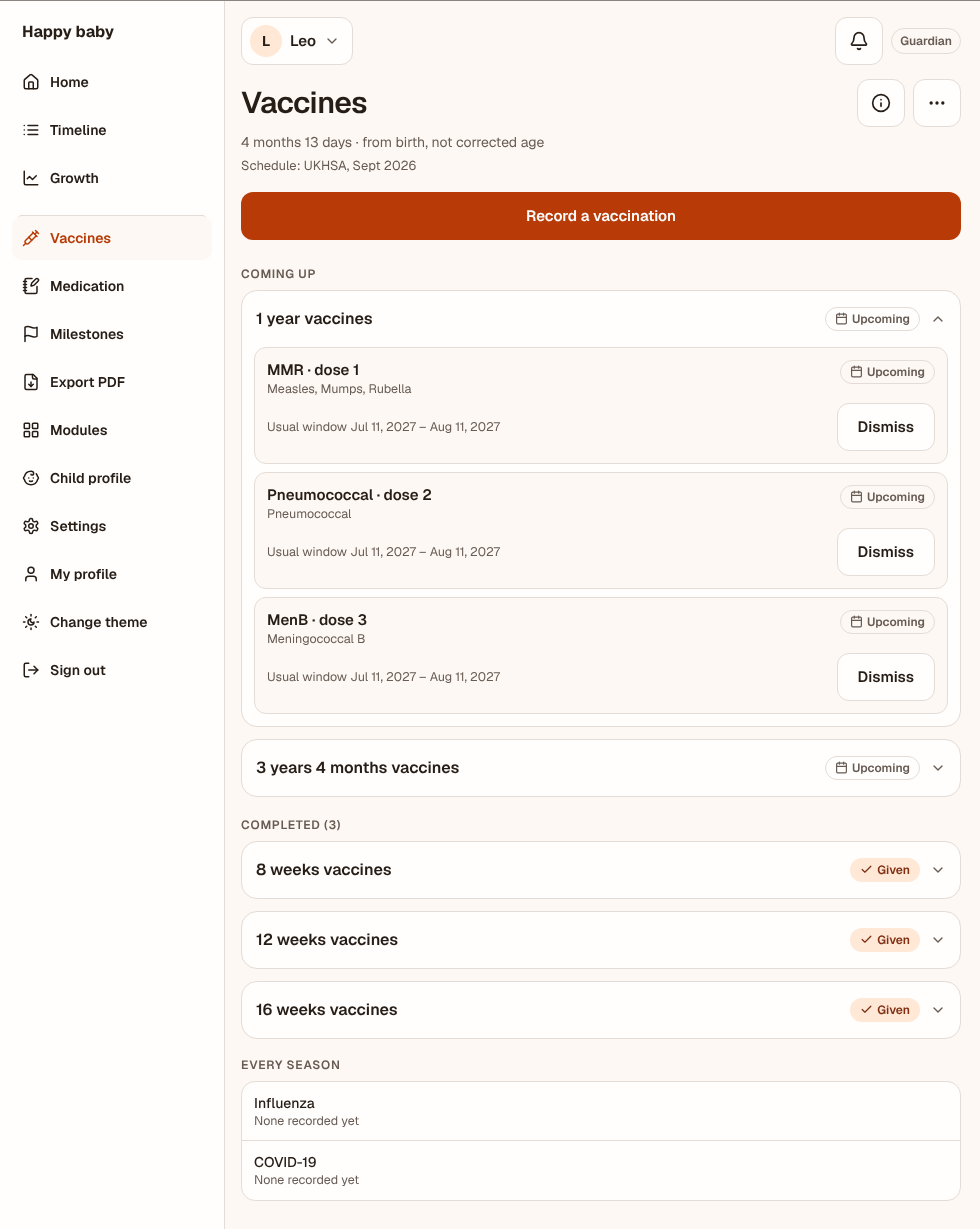 Happy baby
Home
Timeline
Growth
Vaccines
Medication
Milestones
Export PDF
Modules
Child profile
Settings
My profile
Change theme
Sign out
L Leo
Guardian
Vaccines
4 months 13 days · from birth, not corrected age
Schedule: UKHSA, Sept 2026
Record a vaccination
COMING UP
1 year vaccines Upcoming
MMR · dose 1 Upcoming
Measles, Mumps, Rubella
Usual window Jul 11, 2027 – Aug 11, 2027 Dismiss
Pneumococcal · dose 2 Upcoming
Pneumococcal
Usual window Jul 11, 2027 – Aug 11, 2027 Dismiss
MenB · dose 3 Upcoming
Meningococcal B
Usual window Jul 11, 2027 – Aug 11, 2027 Dismiss
3 years 4 months vaccines Upcoming
COMPLETED (3)
8 weeks vaccines Given
12 weeks vaccines Given
16 weeks vaccines Given
EVERY SEASON
Influenza
None recorded yet
COVID-19
None recorded yet